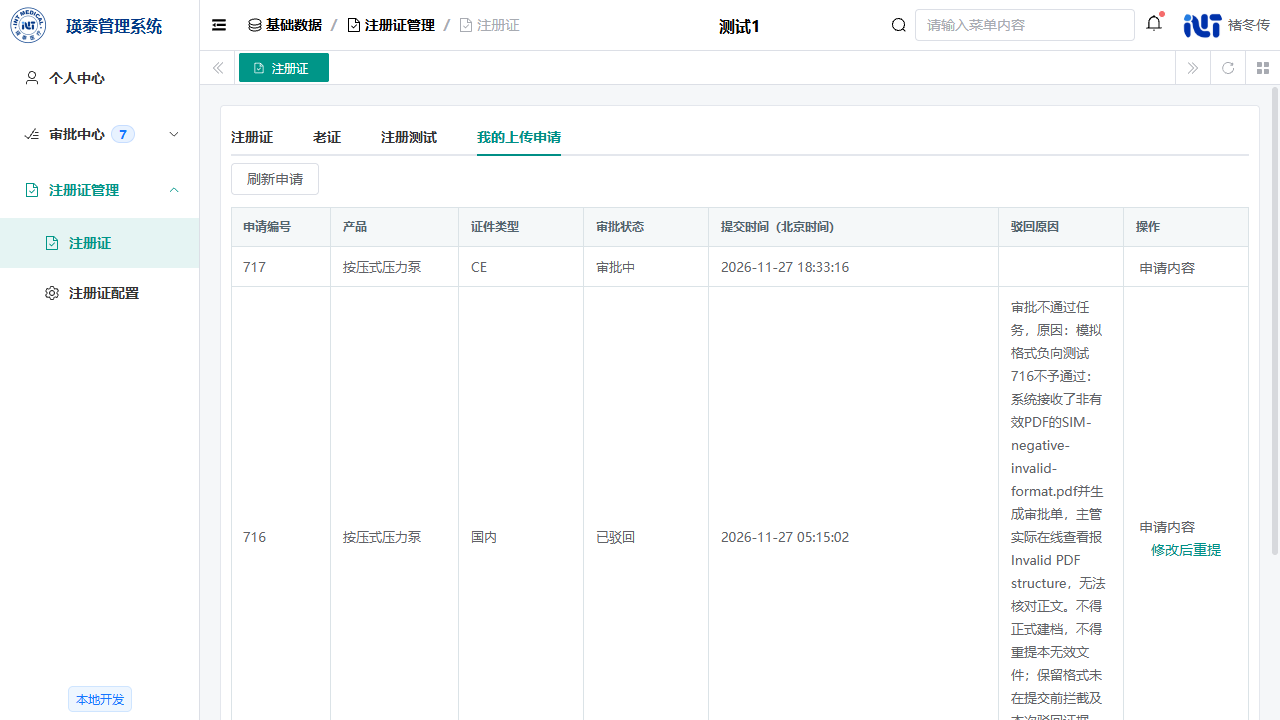 瑛泰管理系统
基础数据 / 注册证管理 / 注册证
测试1
请输入菜单内容
褚冬传
个人中心
审批中心 7
注册证管理
注册证
注册证配置
本地开发
注册证
注册证 老证 注册测试 我的上传申请
刷新申请
申请编号 产品 证件类型 审批状态 提交时间（北京时间） 驳回原因 操作
717 按压式压力泵 CE 审批中 2026-11-27 18:33:16 申请内容
716 按压式压力泵 国内 已驳回 2026-11-27 05:15:02
审批不通过任
务，原因：模拟
格式负向测试
716不予通过：
系统接收了非有
效PDF的SIM-
negative-
invalid-
format.pdf并生
成审批单，主管
实际在线查看报
Invalid PDF
structure，无法
核对正文。不得
正式建档，不得
重提本无效文
件；保留格式未
在提交前拦截及
本次驳回证据
申请内容
修改后重提